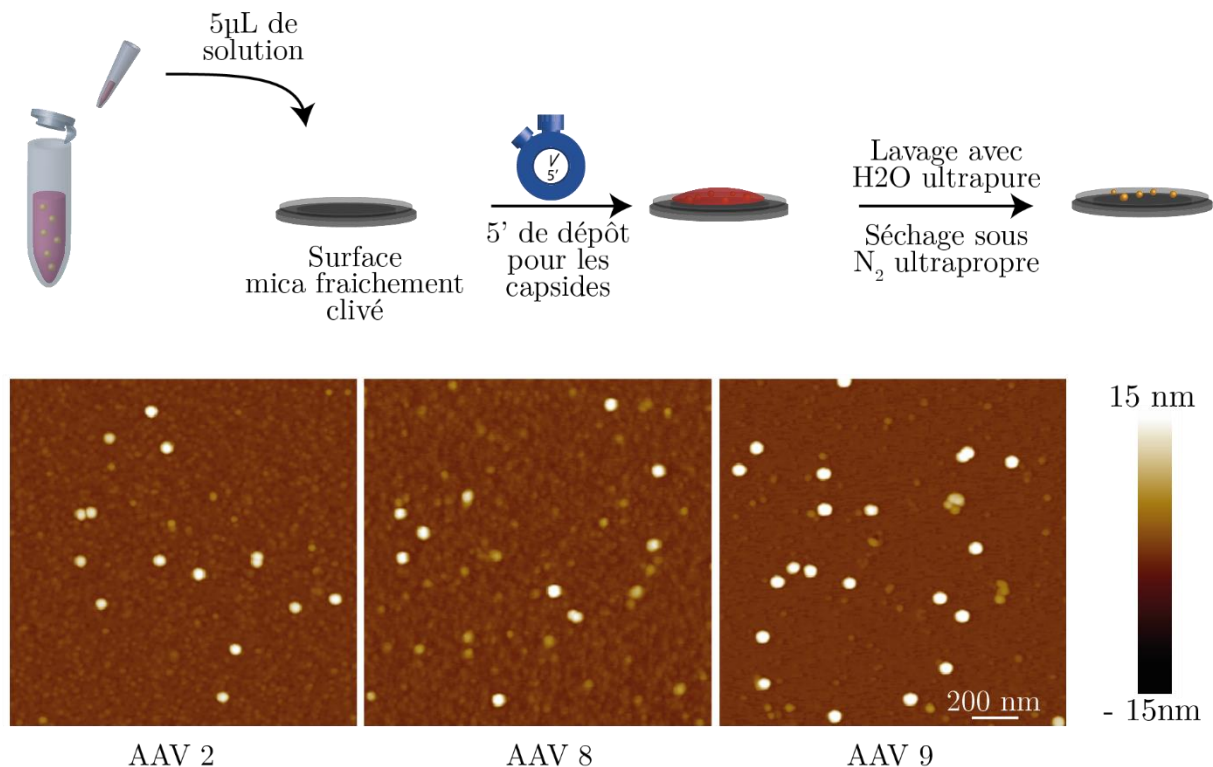 5µL de
solution
V
5'
Surface
mica fraichement
clivé
5' de dépôt
pour les
capsides
Lavage avec
H2O ultrapure
Séchage sous
N₂ ultrapropre
15 nm
- 15nm
200 nm
AAV 2
AAV 8
AAV 9